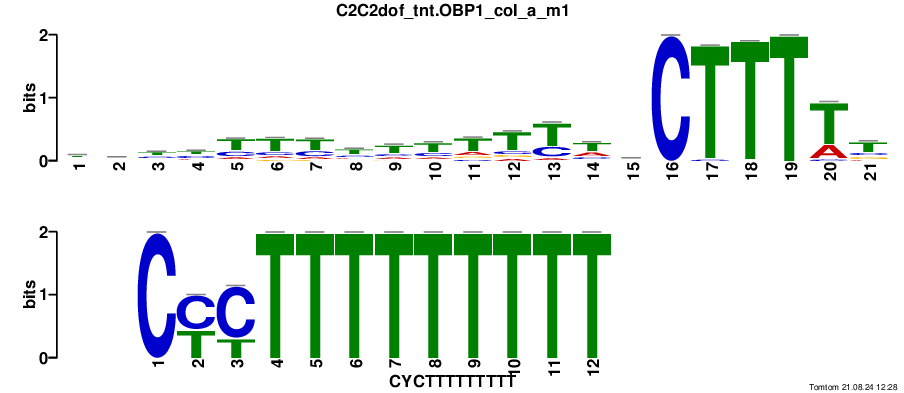 C2C2dof_tnt.OBP1_col_a_m1
2
1
0
bits
1 2 3 4 5 6 7 8 9 10 11 12 13 14 15 16 17 18 19 20 21
T T T T T T T T T T C T T T T T
C A
2
1
0
bits
C C C T T T T T T T T T
T T
1 2 3 4 5 6 7 8 9 10 11 12
CYCTTTTTTTTT
Tomtom 21.08.24 12:28